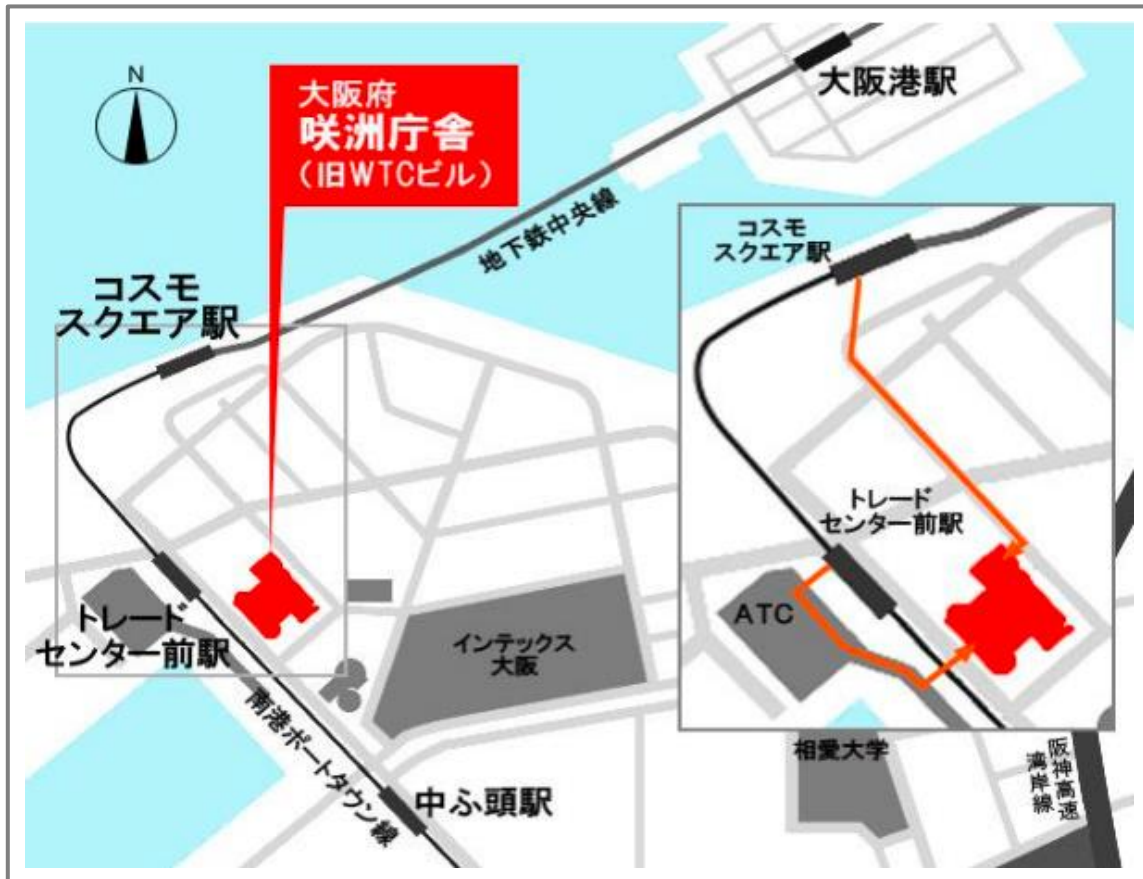 N
大阪府
咲洲庁舎
(旧WTCビル)
大阪港駅
地下鉄中央線
コスモ
スクエア駅
コスモ
スクエア駅
トレード
センター前駅
ATC
トレード
センター前駅
インテックス
大阪
南港ポートタウン線
中ふ頭駅
相愛大学
阪神高速
湾岸線